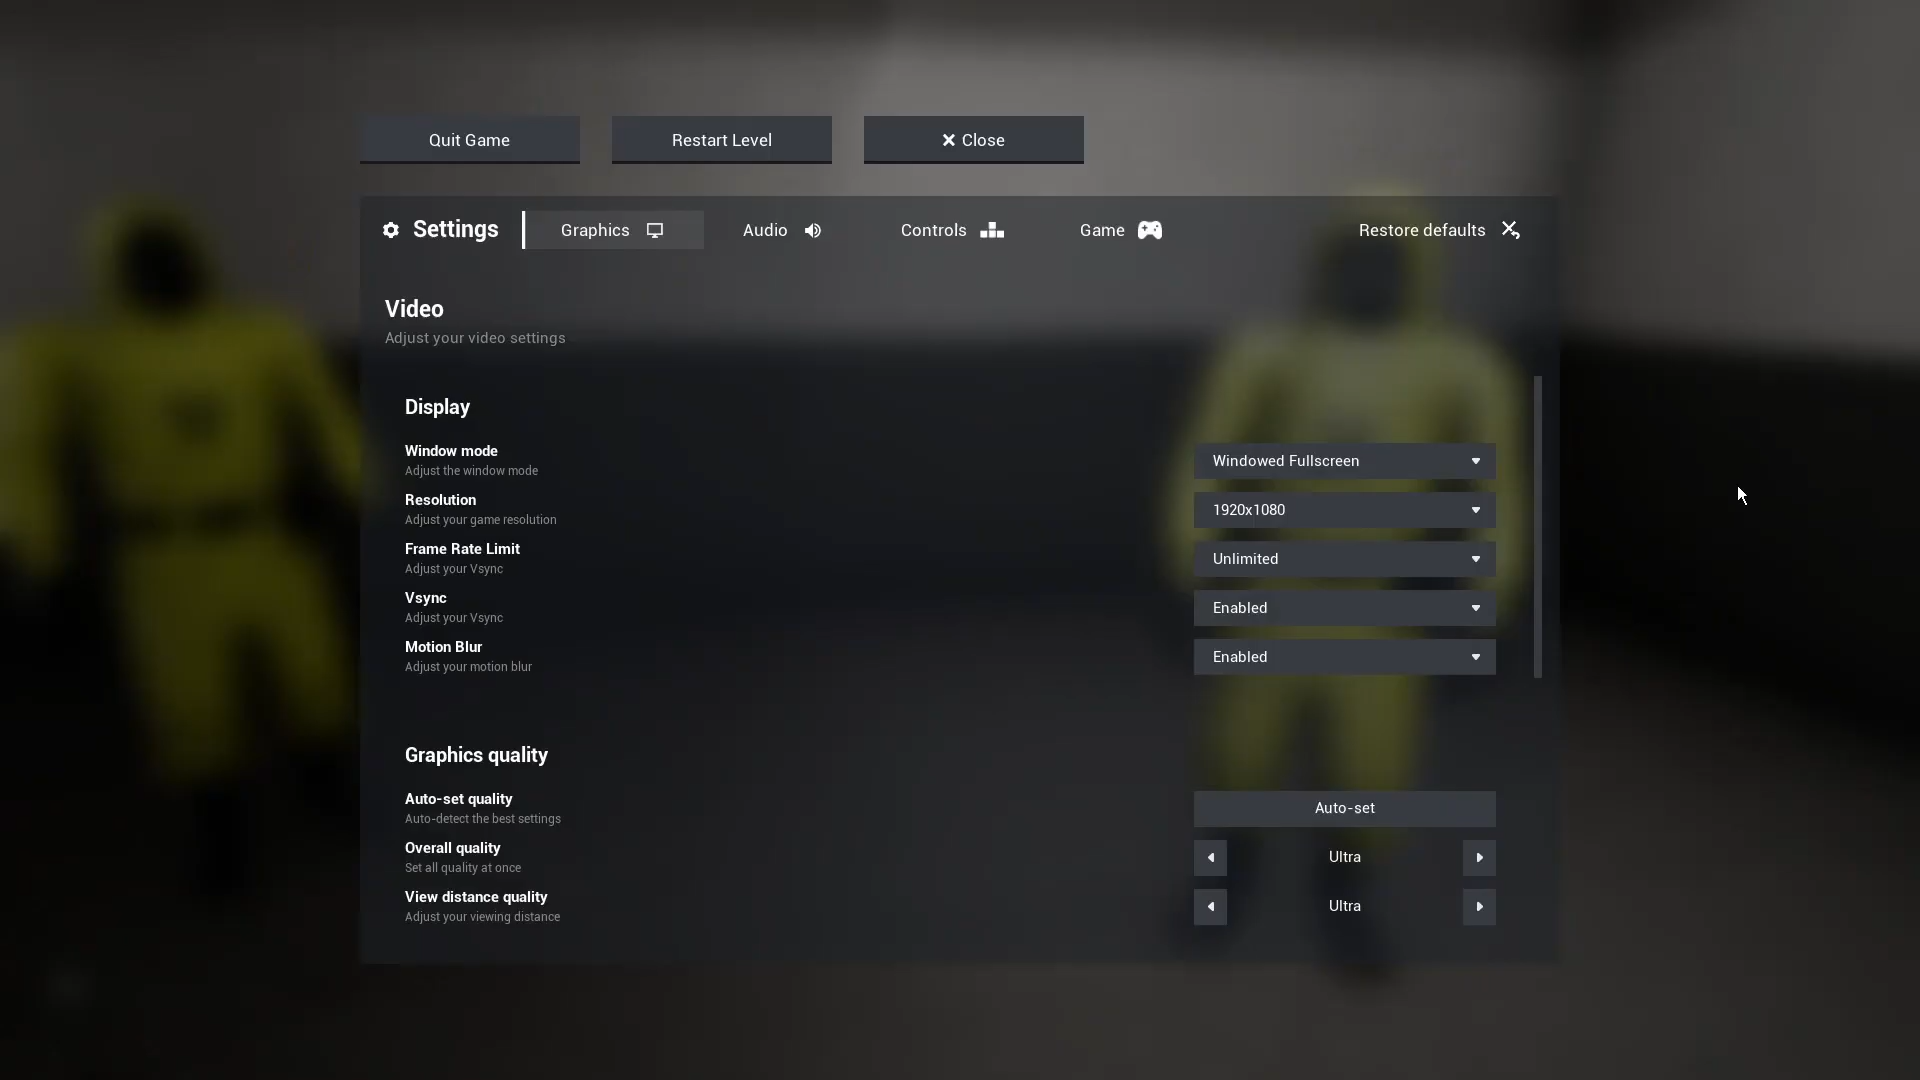 Quit Game
Restart Level
Close
Settings
Graphics
Audio
Controls
Game
Restore defaults
Video
Adjust your video settings
Display
Window mode
Adjust the window mode
Windowed Fullscreen
Resolution
Adjust your game resolution
1920x1080
Frame Rate Limit
Adjust your Vsync
Unlimited
Vsync
Adjust your Vsync
Enabled
Motion Blur
Adjust your motion blur
Enabled
Graphics quality
Auto-set quality
Auto-detect the best settings
Auto-set
Overall quality
Set all quality at once
Ultra
View distance quality
Adjust your viewing distance
Ultra